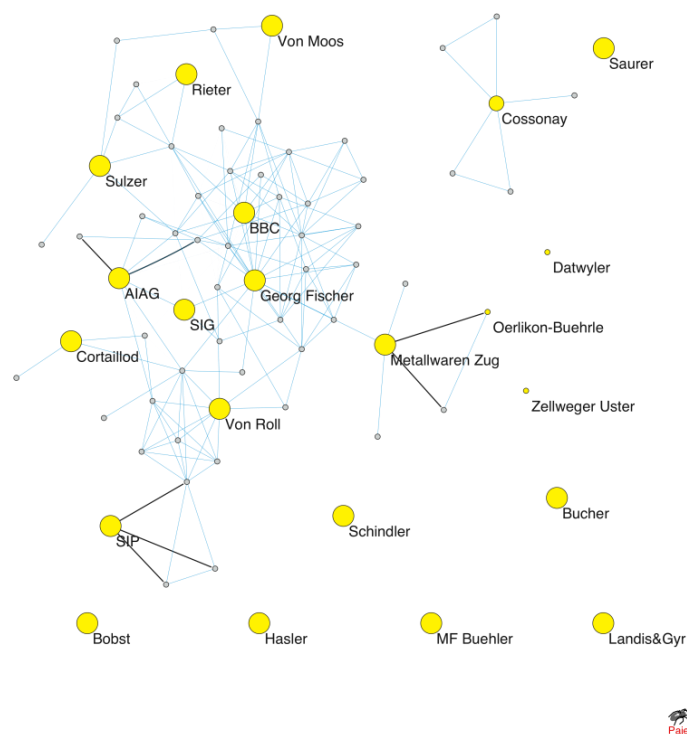 Von Moos
Saurer
Rieter
Cossonay
Sulzer
BBC
Datwyler
AIAG
Georg Fischer
SIG
Oerlikon-Buehrle
Cortaillod
Metallwaren Zug
Zellweger Uster
Von Roll
Bucher
Schindler
SIP
Bobst
Hasler
MF Buehler
Landis&Gyr